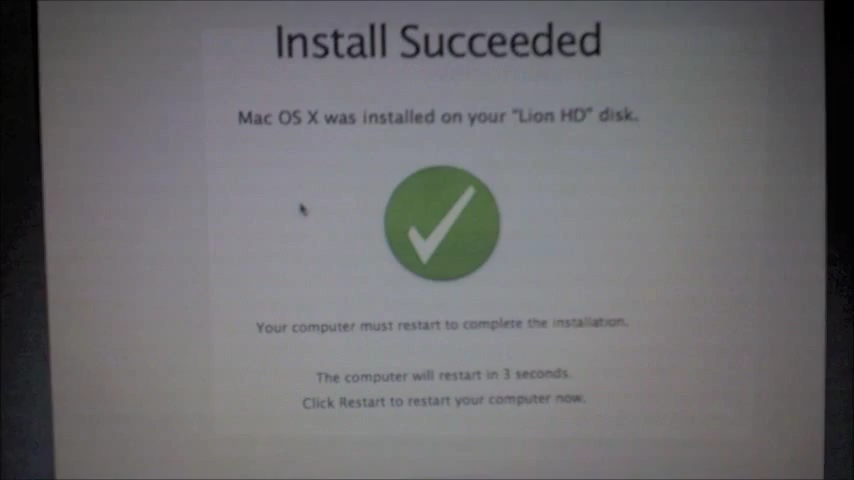 Install Succeeded
Mac OS X was installed on your "Lion HD" disk.
Your computer must restart to complete the installation.
The computer will restart in 3 seconds.
Click Restart to restart your computer now.